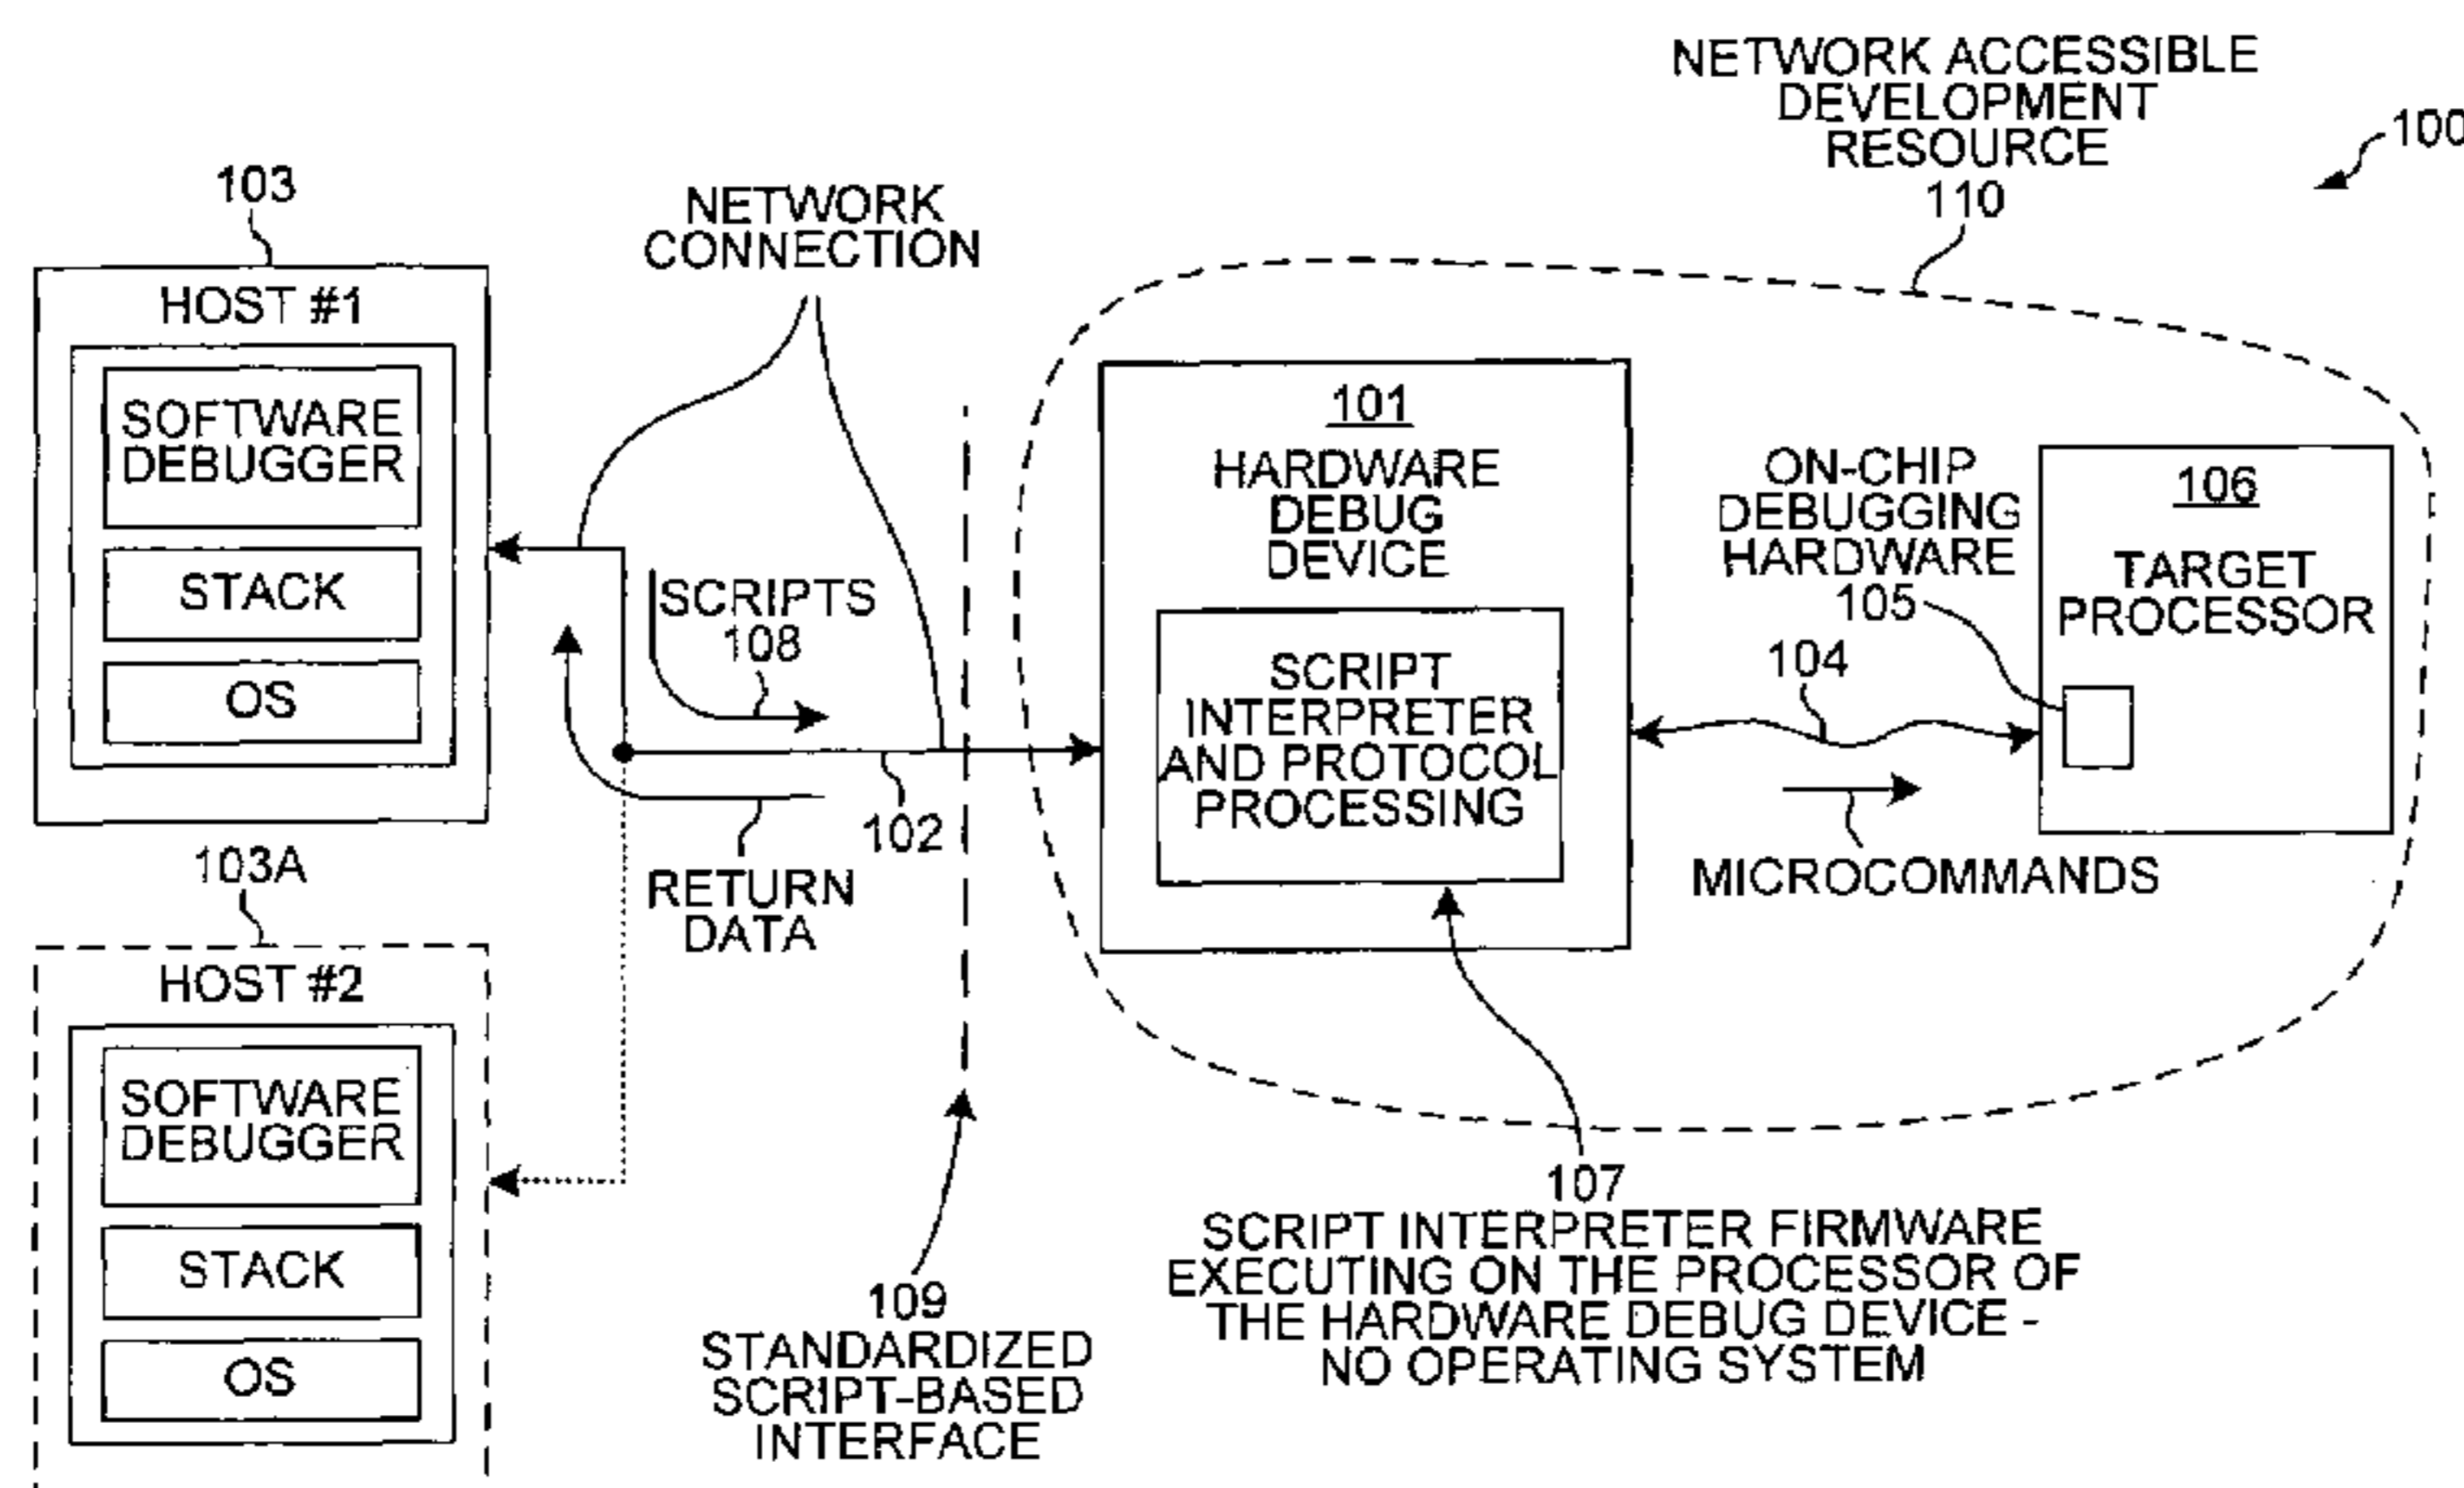 NETWORK ACCESSIBLE
DEVELOPMENT
RESOURCE
110
100
103
HOST #1
SOFTWARE
DEBUGGER
STACK
OS
NETWORK
CONNECTION
SCRIPTS
108
102
RETURN
DATA
101
HARDWARE
DEBUG
DEVICE
SCRIPT
INTERPRETER
AND PROTOCOL
PROCESSING
ON-CHIP
DEBUGGING
HARDWARE
105
104
MICROCOMMANDS
106
TARGET
PROCESSOR
103A
HOST #2
SOFTWARE
DEBUGGER
STACK
OS
109
STANDARDIZED
SCRIPT-BASED
INTERFACE
107
SCRIPT INTERPRETER FIRMWARE
EXECUTING ON THE PROCESSOR OF
THE HARDWARE DEBUG DEVICE -
NO OPERATING SYSTEM